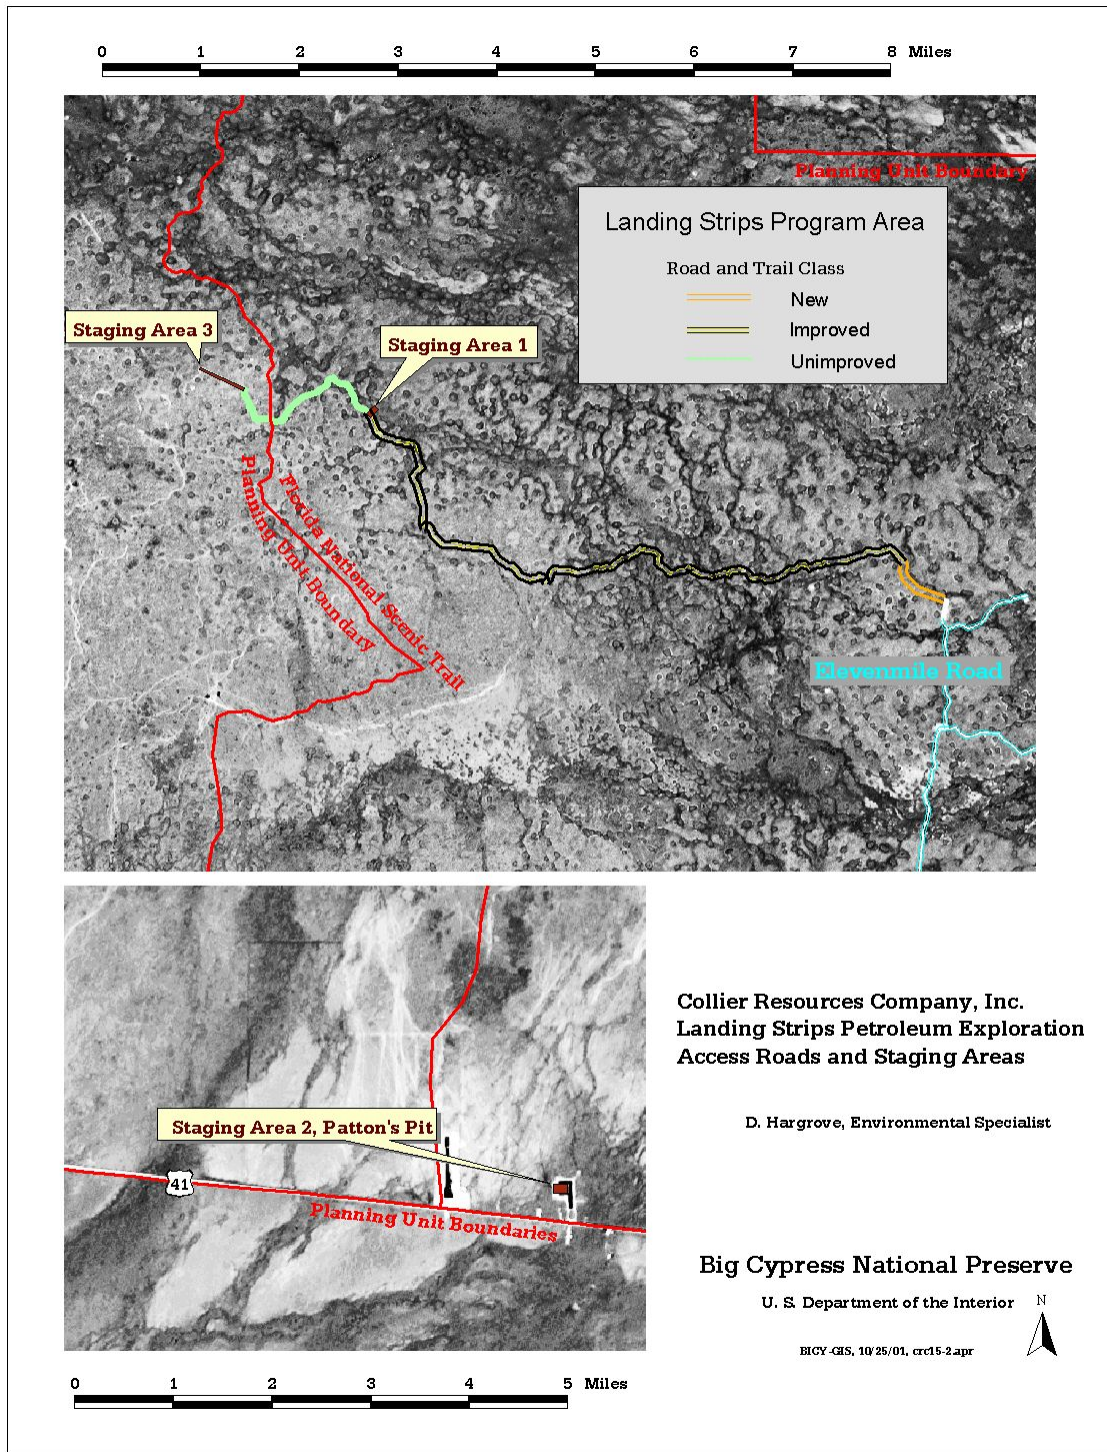 0 1 2 3 4 5 6 7 8 Miles
Planning Unit Boundary
Landing Strips Program Area
Road and Trail Class
New
Improved
Unimproved
Staging Area 3
Staging Area 1
Florida National Scenic Trail
Planning Unit Boundary
Elevenmile Road
Staging Area 2, Patton's Pit
41
Planning Unit Boundaries
Collier Resources Company, Inc.
Landing Strips Petroleum Exploration
Access Roads and Staging Areas
D. Hargrove, Environmental Specialist
Big Cypress National Preserve
U. S. Department of the Interior
N
BICY-GIS, 10/25/01, crc15-2.apr
0 1 2 3 4 5 Miles